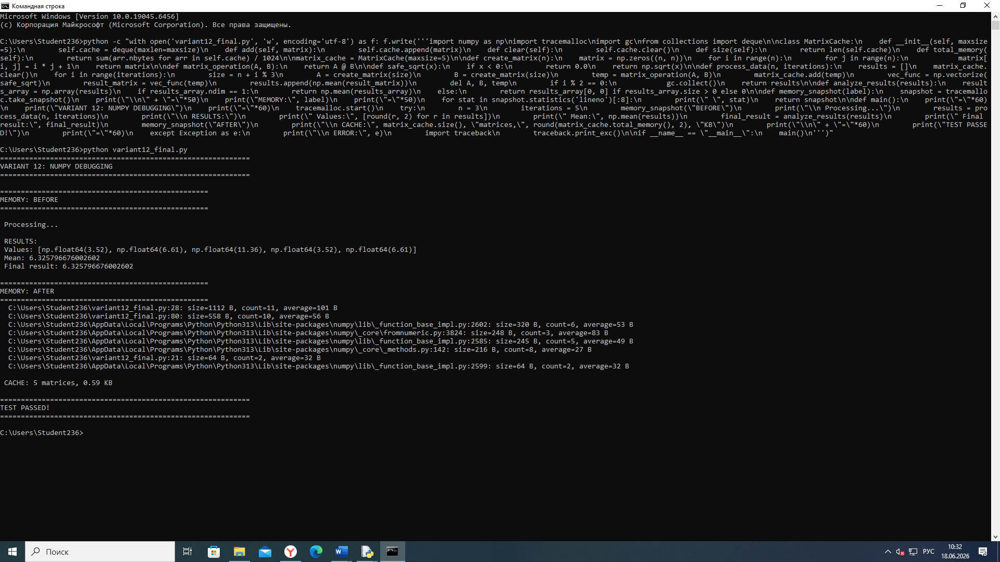 Командная строка
Microsoft Windows [Version 10.0.19045.6456]
(c) Корпорация Майкрософт (Microsoft Corporation). Все права защищены.
C:\Users\Student236>python -c "with open('variant12_final.py', 'w', encoding='utf-8') as f: f.write('''import numpy as np\nimport tracemalloc\nimport gc\nfrom collections import deque\n\nclass MatrixCache:\n    def __init__(self, maxsize
=5):\n        self.cache = deque(maxlen=maxsize)\n    def add(self, matrix):\n        self.cache.append(matrix)\n    def clear(self):\n        self.cache.clear()\n    def size(self):\n        return len(self.cache)\n    def total_memory(
self):\n        return sum(arr.nbytes for arr in self.cache) / 1024\n\nmatrix_cache = MatrixCache(maxsize=5)\n\ndef create_matrix(n):\n    matrix = np.zeros((n, n))\n    for i in range(n):\n        for j in range(n):\n            matrix[
i, j] = i * j + 1\n    return matrix\n\ndef matrix_operation(A, B):\n    return A @ B\n\ndef safe_sqrt(x):\n    if x < 0:\n        return 0.0\n    return np.sqrt(x)\n\ndef process_data(n, iterations):\n    results = []\n    matrix_cache.
clear()\n    for i in range(iterations):\n        size = n + i % 3\n        A = create_matrix(size)\n        B = create_matrix(size)\n        temp = matrix_operation(A, B)\n        matrix_cache.add(temp)\n        vec_func = np.vectorize(
safe_sqrt)\n        result_matrix = vec_func(temp)\n        results.append(np.mean(result_matrix))\n        del A, B, temp\n        if i % 2 == 0:\n            gc.collect()\n    return results\n\ndef analyze_results(results):\n    result
s_array = np.array(results)\n    if results_array.ndim == 1:\n        return np.mean(results_array)\n    else:\n        return results_array[0, 0] if results_array.size > 0 else 0\n\ndef memory_snapshot(label):\n    snapshot = tracemallo
c.take_snapshot()\n    print(\"\\n\" + \"=\"*50)\n    print(\"MEMORY:\", label)\n    print(\"=\"*50)\n    for stat in snapshot.statistics('lineno')[:8]:\n        print(\" \", stat)\n    return snapshot\n\ndef main():\n    print(\"=\"*60)
\n    print(\"VARIANT 12: NUMPY DEBUGGING\")\n    print(\"=\"*60)\n    tracemalloc.start()\n    try:\n        n = 3\n        iterations = 5\n        memory_snapshot(\"BEFORE\")\n        print(\"\\n Processing...\")\n        results = pro
cess_data(n, iterations)\n        print(\"\\n RESULTS:\")\n        print(\" Values:\", [round(r, 2) for r in results])\n        print(\" Mean:\", np.mean(results))\n        final_result = analyze_results(results)\n        print(\" Final 
result:\", final_result)\n        memory_snapshot(\"AFTER\")\n        print(\"\\n CACHE:\", matrix_cache.size(), \"matrices,\", round(matrix_cache.total_memory(), 2), \"KB\")\n        print(\"\\n\" + \"=\"*60)\n        print(\"TEST PASSE
D!\")\n        print(\"=\"*60)\n    except Exception as e:\n        print(\"\\n ERROR:\", e)\n        import traceback\n        traceback.print_exc()\n\nif __name__ == \"__main__\":\n    main()\n''')"
C:\Users\Student236>python variant12_final.py
============================================================
VARIANT 12: NUMPY DEBUGGING
============================================================
==================================================
MEMORY: BEFORE
==================================================
Processing...
RESULTS:
Values: [np.float64(3.52), np.float64(6.61), np.float64(11.36), np.float64(3.52), np.float64(6.61)]
Mean: 6.325796676002602
Final result: 6.325796676002602
==================================================
MEMORY: AFTER
==================================================
C:\Users\Student236\variant12_final.py:28: size=1112 B, count=11, average=101 B
C:\Users\Student236\variant12_final.py:80: size=558 B, count=10, average=56 B
C:\Users\Student236\AppData\Local\Programs\Python\Python313\Lib\site-packages\numpy\lib\_function_base_impl.py:2602: size=320 B, count=6, average=53 B
C:\Users\Student236\AppData\Local\Programs\Python\Python313\Lib\site-packages\numpy\_core\fromnumeric.py:3824: size=248 B, count=3, average=83 B
C:\Users\Student236\AppData\Local\Programs\Python\Python313\Lib\site-packages\numpy\lib\_function_base_impl.py:2585: size=245 B, count=5, average=49 B
C:\Users\Student236\AppData\Local\Programs\Python\Python313\Lib\site-packages\numpy\_core\_methods.py:142: size=216 B, count=8, average=27 B
C:\Users\Student236\variant12_final.py:21: size=64 B, count=2, average=32 B
C:\Users\Student236\AppData\Local\Programs\Python\Python313\Lib\site-packages\numpy\lib\_function_base_impl.py:2599: size=64 B, count=2, average=32 B
CACHE: 5 matrices, 0.59 KB
============================================================
TEST PASSED!
============================================================
C:\Users\Student236>
Поиск
РУС
10:32
18.06.2026